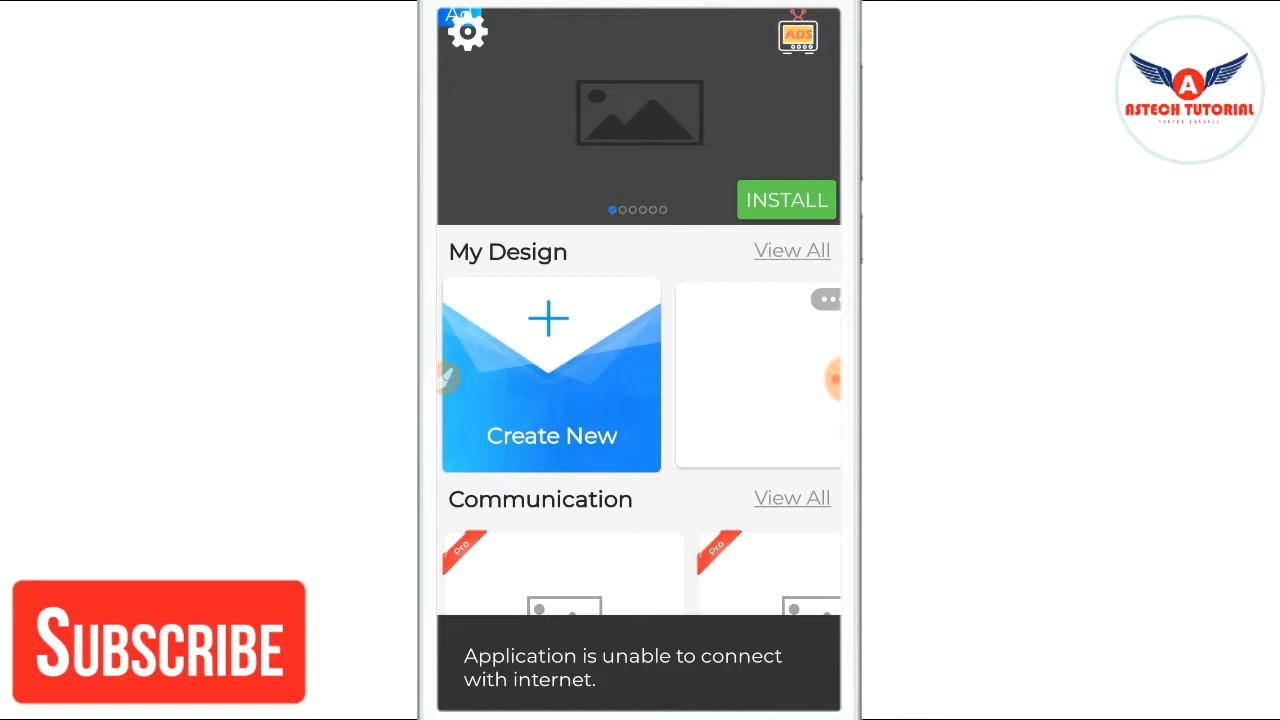 Ad
ADS
ASTECH TUTORIAL
INSTALL
My Design
View All
Create New
Communication
View All
Pro
Pro
Application is unable to connect
with internet.
SUBSCRIBE